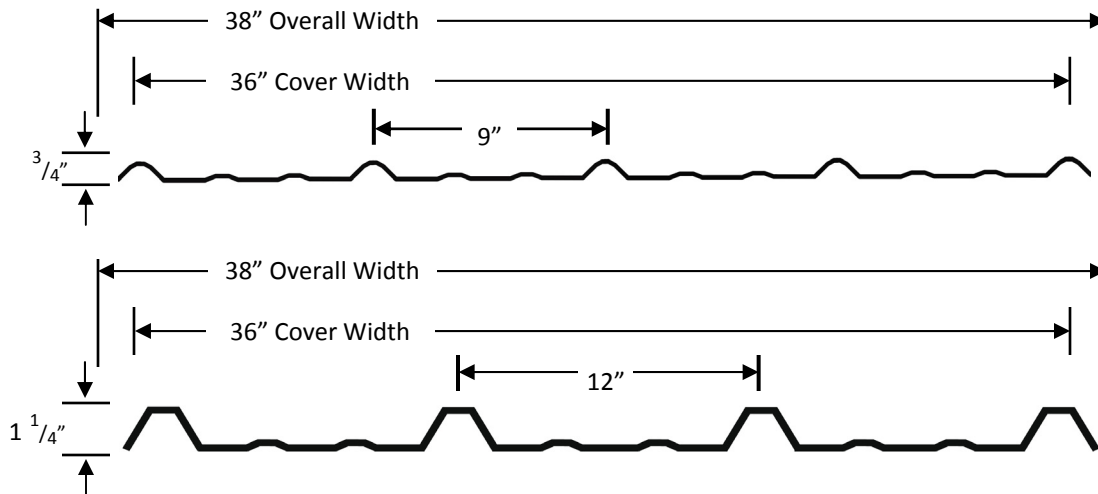 38” Overall Width
36” Cover Width
9”
3/4”
38” Overall Width
36” Cover Width
12”
1 1/4”